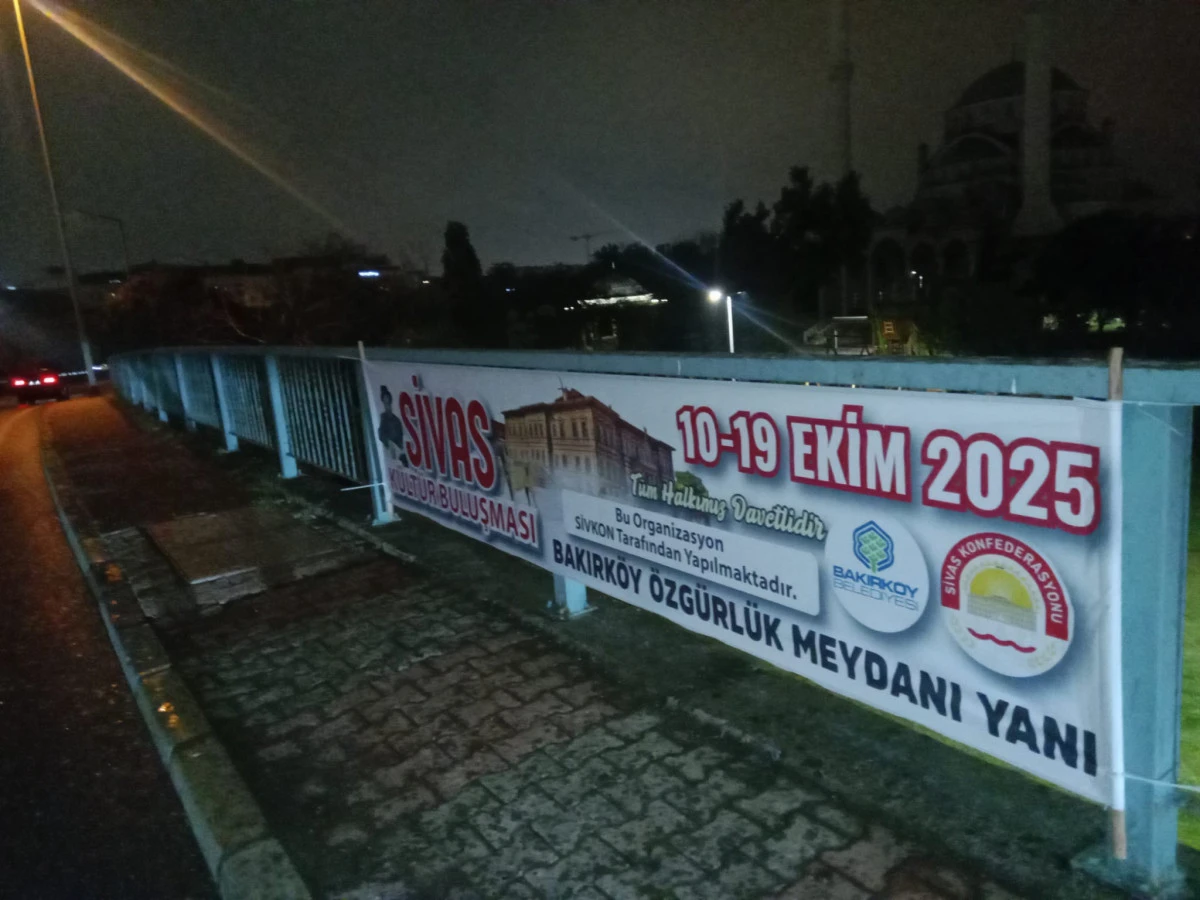 SİVAS
KÜLTÜR BULUŞMASI
10-19 EKİM 2025
Tüm Halkımız Davetlidir
Bu Organizasyon
SİVKON Tarafından Yapılmaktadır.
BAKIRKÖY ÖZGÜRLÜK MEYDANI YANI
BAKIRKÖY
BELEDİYESİ
SİVAS KONFEDERASYONU